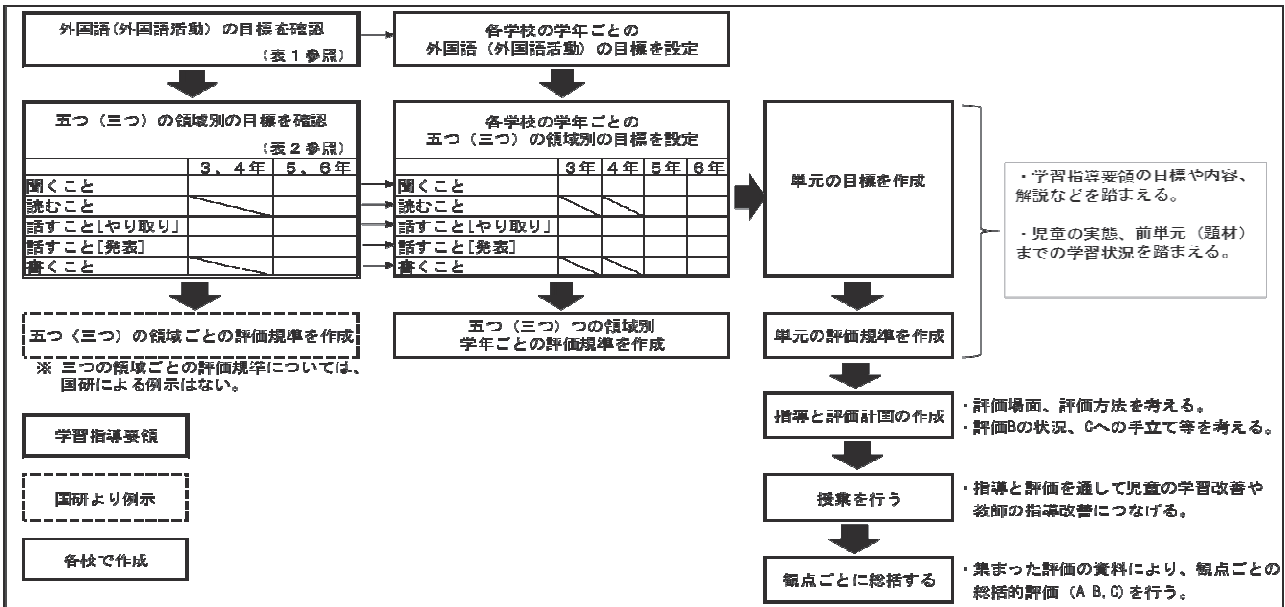 外国語(外国語活動)の目標を確認
(表1参照)
各学校の学年ごとの
外国語(外国語活動)の目標を設定
五つ(三つ)の領域別の目標を確認
(表2参照)
3、4年 5、6年
聞くこと
読むこと
話すこと[やり取り」
話すこと[発表]
書くこと
各学校の学年ごとの
五つ(三つ)の領域別の目標を設定
3年 4年 5年 6年
聞くこと
読むこと
話すこと[やり取り」
話すこと[発表]
書くこと
単元の目標を作成
・学習指導要領の目標や内容、
解説などを踏まえる。
・児童の実態、前単元(題材)
までの学習状況を踏まえる。
五つ(三つ)の領域ごとの評価規準を作成
※ 三つの領域ごとの評価規準については、
国研による例示はない。
五つ(三つ)つの領域別
学年ごとの評価規準を作成
単元の評価規準を作成
学習指導要領
国研より例示
各校で作成
指導と評価計画の作成
・評価場面、評価方法を考える。
・評価Bの状況、Cへの手立て等を考える。
授業を行う
・指導と評価を通して児童の学習改善や
教師の指導改善につなげる。
観点ごとに総括する
・集まった評価の資料により、観点ごとの
総括的評価(A B,C)を行う。